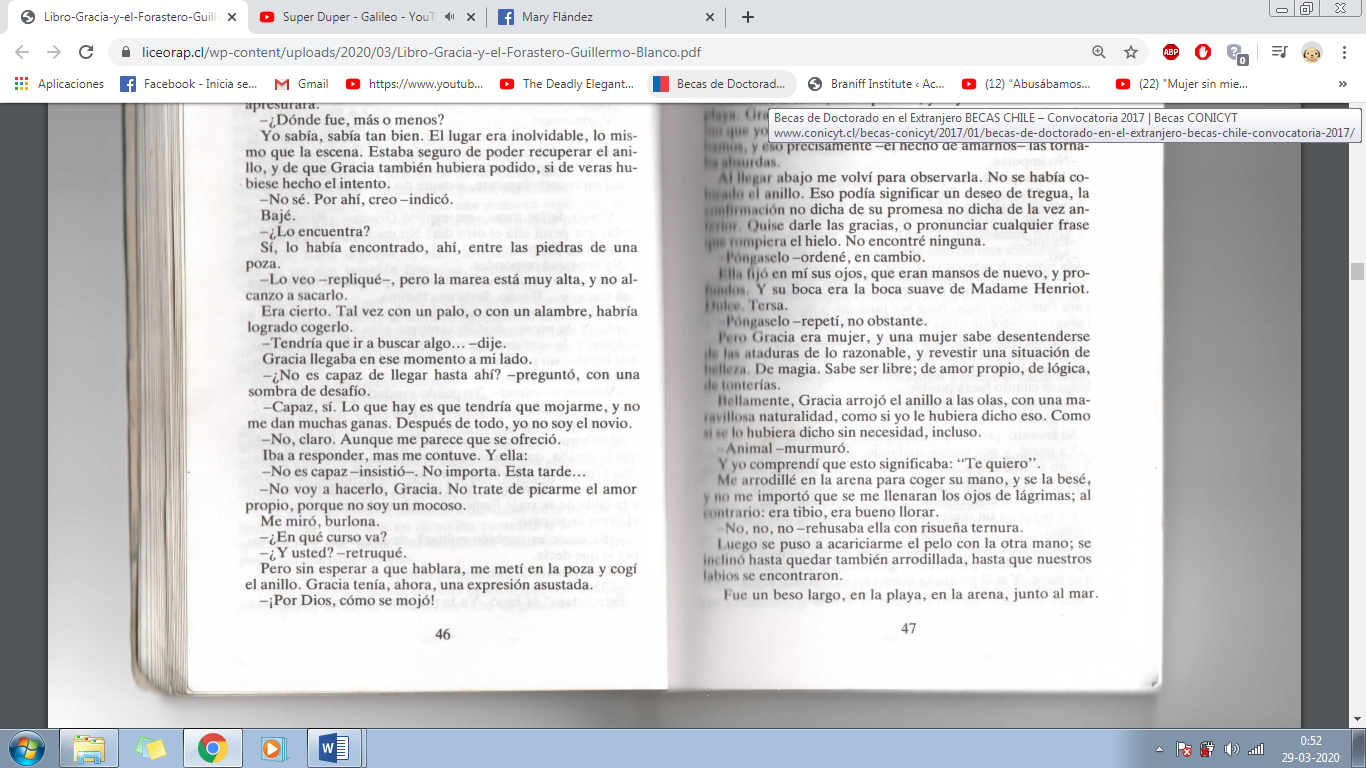 Libro-Gracia-y-el-Forastero-Guill
Super Duper - Galileo - YouT
Mary Flández
liceorap.cl/wp-content/uploads/2020/03/Libro-Gracia-y-el-Forastero-Guillermo-Blanco.pdf
ABP
0
Aplicaciones
Facebook - Inicia se...
Gmail
https://www.youtub...
The Deadly Elegant...
Becas de Doctorad...
Braniff Institute ‹ Ac...
(12) “Abusábamos...
(22) "Mujer sin mie...
»
Becas de Doctorado en el Extranjero BECAS CHILE – Convocatoria 2017 | Becas CONICYT
www.conicyt.cl/becas-conicyt/2017/01/becas-de-doctorado-en-el-extranjero-becas-chile-convocatoria-2017/
apresurara.
–¿Dónde fue, más o menos?
Yo sabía, sabía tan bien. El lugar era inolvidable, lo mis-
mo que la escena. Estaba seguro de poder recuperar el ani-
llo, y de que Gracia también hubiera podido, si de veras hu-
biese hecho el intento.
–No sé. Por ahí, creo –indicó.
Bajé.
–¿Lo encuentra?
Sí, lo había encontrado, ahí, entre las piedras de una
poza.
–Lo veo –repliqué–, pero la marea está muy alta, y no al-
canzo a sacarlo.
Era cierto. Tal vez con un palo, o con un alambre, habría
logrado cogerlo.
–Tendría que ir a buscar algo... –dije.
Gracia llegaba en ese momento a mi lado.
–¿No es capaz de llegar hasta ahí? –preguntó, con una
sombra de desafío.
–Capaz, sí. Lo que hay es que tendría que mojarme, y no
me dan muchas ganas. Después de todo, yo no soy el novio.
–No, claro. Aunque me parece que se ofreció.
Iba a responder, mas me contuve. Y ella:
–No es capaz –insistió–. No importa. Esta tarde...
–No voy a hacerlo, Gracia. No trate de picarme el amor
propio, porque no soy un mocoso.
Me miró, burlona.
–¿En qué curso va?
–¿Y usted? –retruqué.
Pero sin esperar a que hablara, me metí en la poza y cogí
el anillo. Gracia tenía, ahora, una expresión asustada.
–¡Por Dios, cómo se mojó!
46
playa. Gra
que yo
y eso precisamente –el hecho de amarnos– las torna-
absurdas.
Al llegar abajo me volví para observarla. No se había co-
locado el anillo. Eso podía significar un deseo de tregua, la
confirmación no dicha de su promesa no dicha de la vez an-
terior. Quise darle las gracias, o pronunciar cualquier frase
que rompiera el hielo. No encontré ninguna.
–Póngaselo –ordené, en cambio.
Ella fijó en mí sus ojos, que eran mansos de nuevo, y pro-
fundos. Y su boca era la boca suave de Madame Henriot.
Dulce. Tersa.
–Póngaselo –repetí, no obstante.
Pero Gracia era mujer, y una mujer sabe desentenderse
de las ataduras de lo razonable, y revestir una situación de
belleza. De magia. Sabe ser libre; de amor propio, de lógica,
de tonterías.
Bellamente, Gracia arrojó el anillo a las olas, con una ma-
ravillosa naturalidad, como si yo le hubiera dicho eso. Como
si se lo hubiera dicho sin necesidad, incluso.
–Animal –murmuró.
Y yo comprendí que esto significaba: “Te quiero”.
Me arrodillé en la arena para coger su mano, y se la besé,
y no me importó que se me llenaran los ojos de lágrimas; al
contrario: era tibio, era bueno llorar.
–No, no, no –rehusaba ella con risueña ternura.
Luego se puso a acariciarme el pelo con la otra mano; se
inclinó hasta quedar también arrodillada, hasta que nuestros
labios se encontraron.
Fue un beso largo, en la playa, en la arena, junto al mar.
47
0:52
29-03-2020